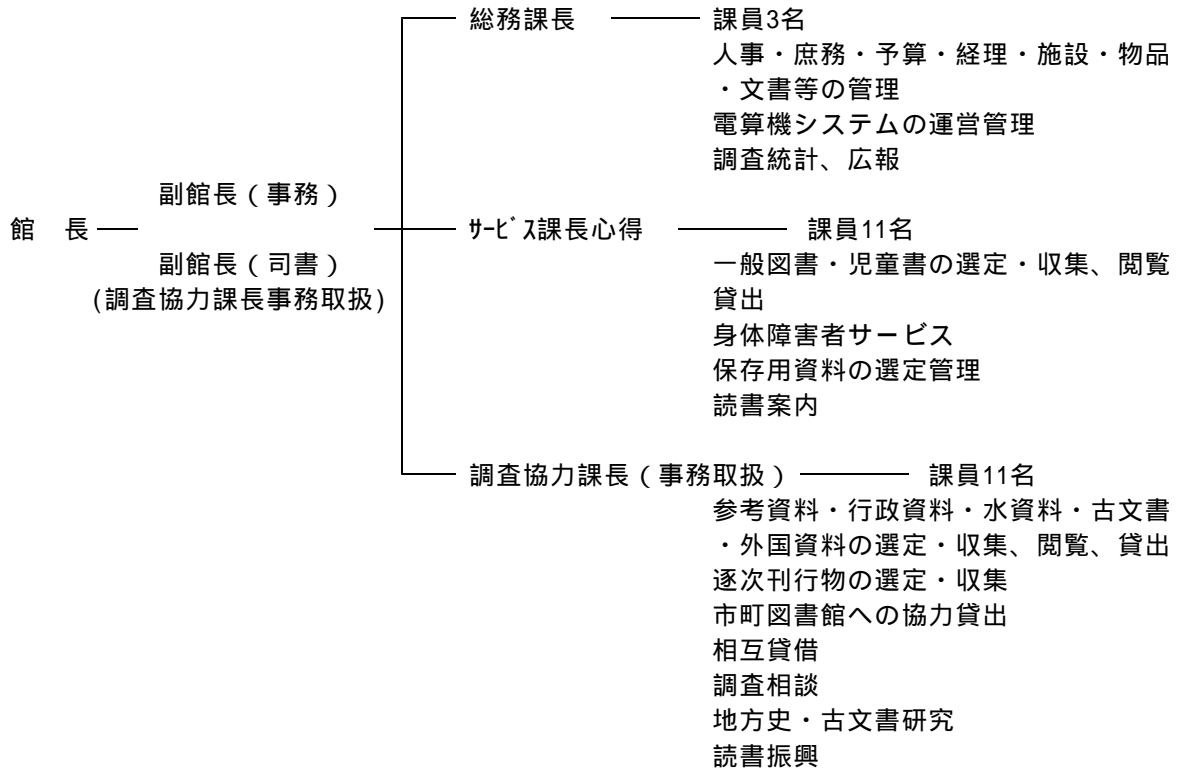 総務課長 課員3名
人事・庶務・予算・経理・施設・物品
・文書等の管理
電算機システムの運営管理
調査統計、広報
副館長(事務)
館 長
サービス課長心得 課員11名
副館長(司書)
(調査協力課長事務取扱)
一般図書・児童書の選定・収集、閲覧
貸出
身体障害者サービス
保存用資料の選定管理
読書案内
調査協力課長(事務取扱) 課員11名
参考資料・行政資料・水資料・古文書
・外国資料の選定・収集、閲覧、貸出
逐次刊行物の選定・収集
市町図書館への協力貸出
相互貸借
調査相談
地方史・古文書研究
読書振興